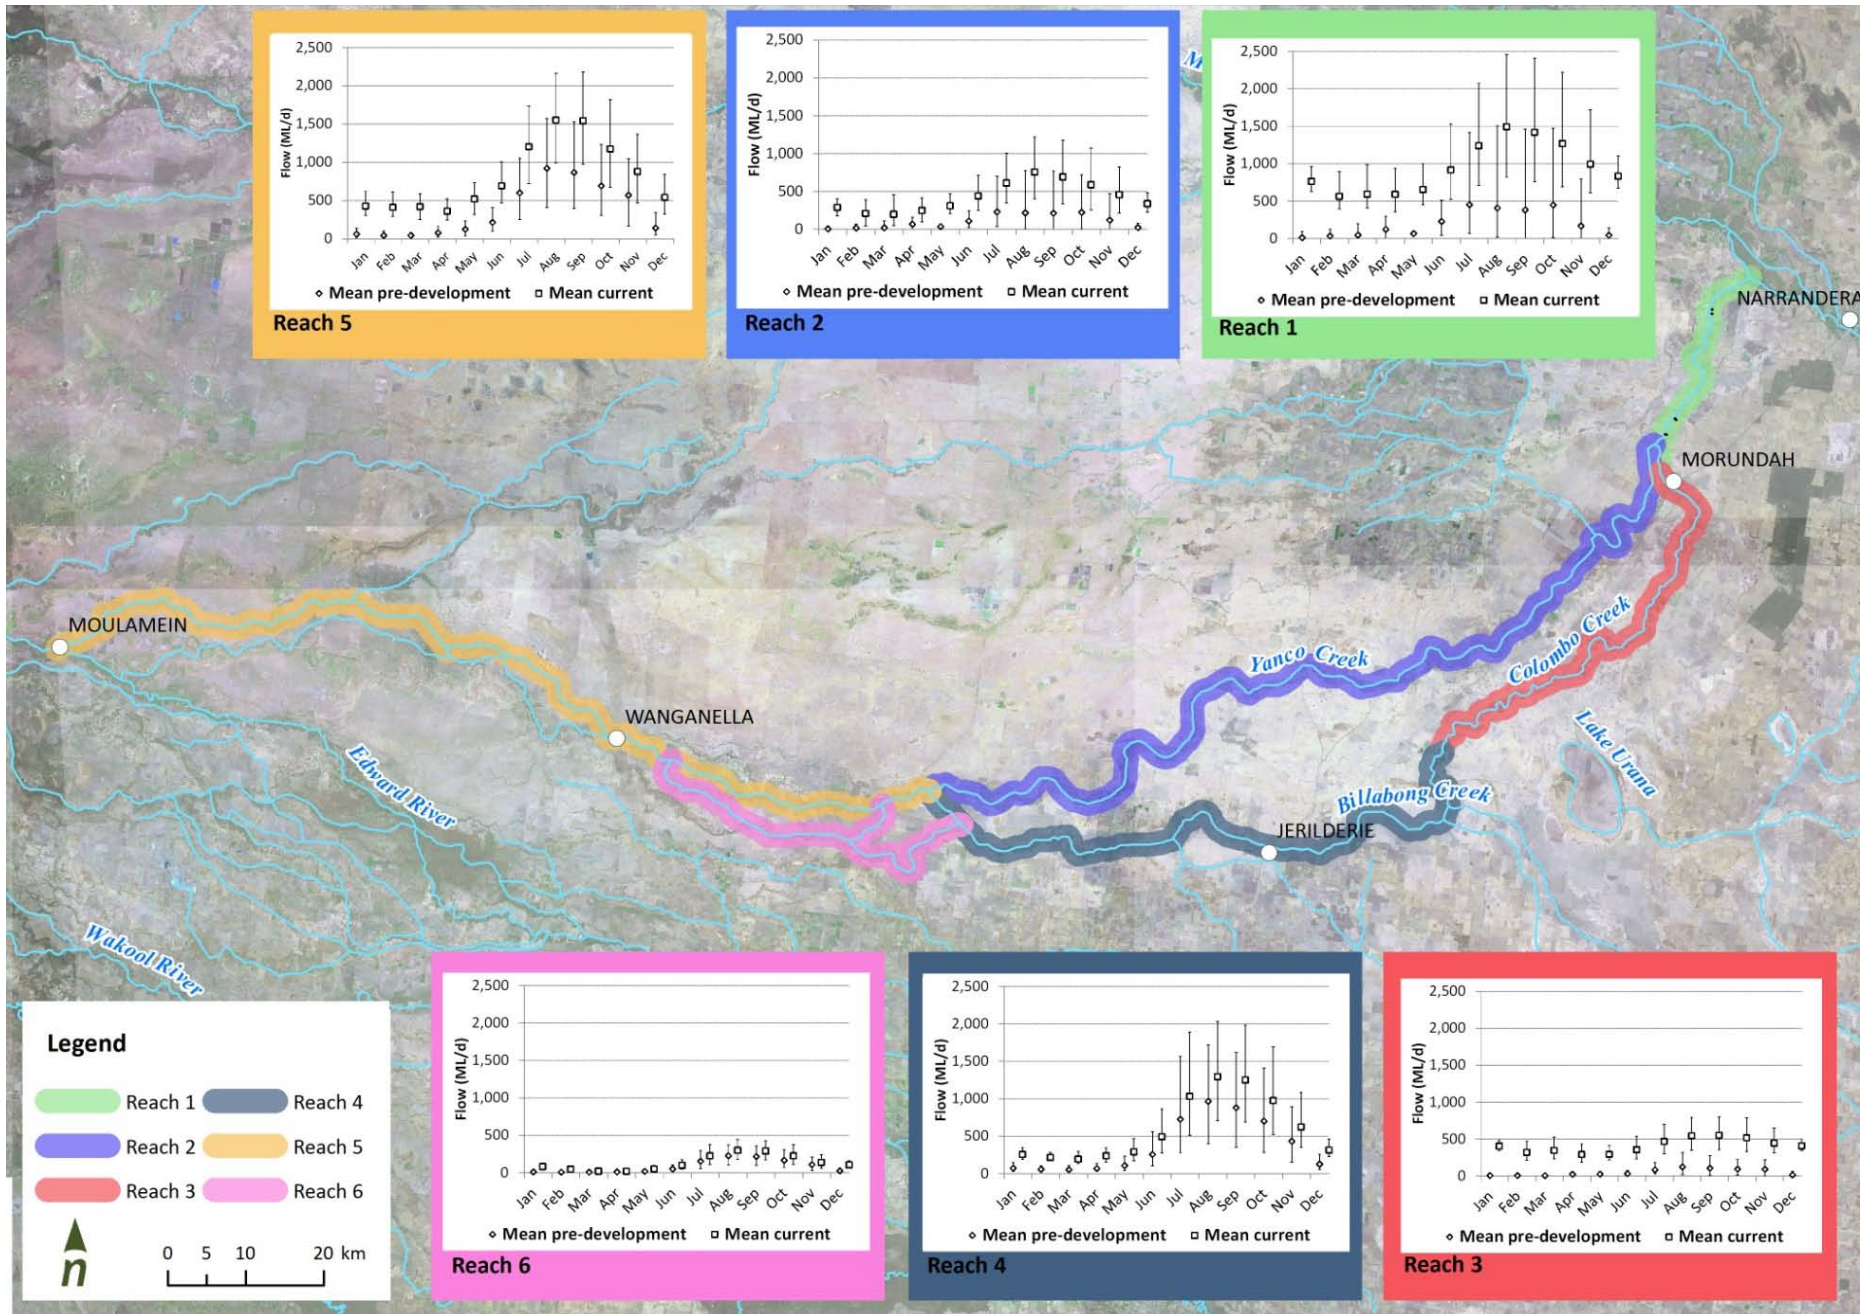 2,500
2,000
1,500
1,000
500
0
Flow (ML/d)
Jan Feb Mar Apr May Jun Jul Aug Sep Oct Nov Dec
◇ Mean pre-development □ Mean current
Reach 5
2,500
2,000
1,500
1,000
500
0
Flow (ML/d)
Jan Feb Mar Apr May Jun Jul Aug Sep Oct Nov Dec
◇ Mean pre-development □ Mean current
Reach 2
2,500
2,000
1,500
1,000
500
0
Flow (ML/d)
Jan Feb Mar Apr May Jun Jul Aug Sep Oct Nov Dec
◇ Mean pre-development □ Mean current
Reach 1
NARRANDERA
MORUNDAH
MOULAMEIN
WANGANELLA
Yanco Creek
Colombo Creek
Lake Urana
Edward River
Billabong Creek
JERILDERIE
Wakool River
2,500
2,000
1,500
1,000
500
0
Flow (ML/d)
Jan Feb Mar Apr May Jun Jul Aug Sep Oct Nov Dec
◇ Mean pre-development □ Mean current
Reach 6
2,500
2,000
1,500
1,000
500
0
Flow (ML/d)
Jan Feb Mar Apr May Jun Jul Aug Sep Oct Nov Dec
◇ Mean pre-development □ Mean current
Reach 4
2,500
2,000
1,500
1,000
500
0
Flow (ML/d)
Jan Feb Mar Apr May Jun Jul Aug Sep Oct Nov Dec
◇ Mean pre-development □ Mean current
Reach 3
Legend
Reach 1 Reach 4
Reach 2 Reach 5
Reach 3 Reach 6
n
0 5 10 20 km